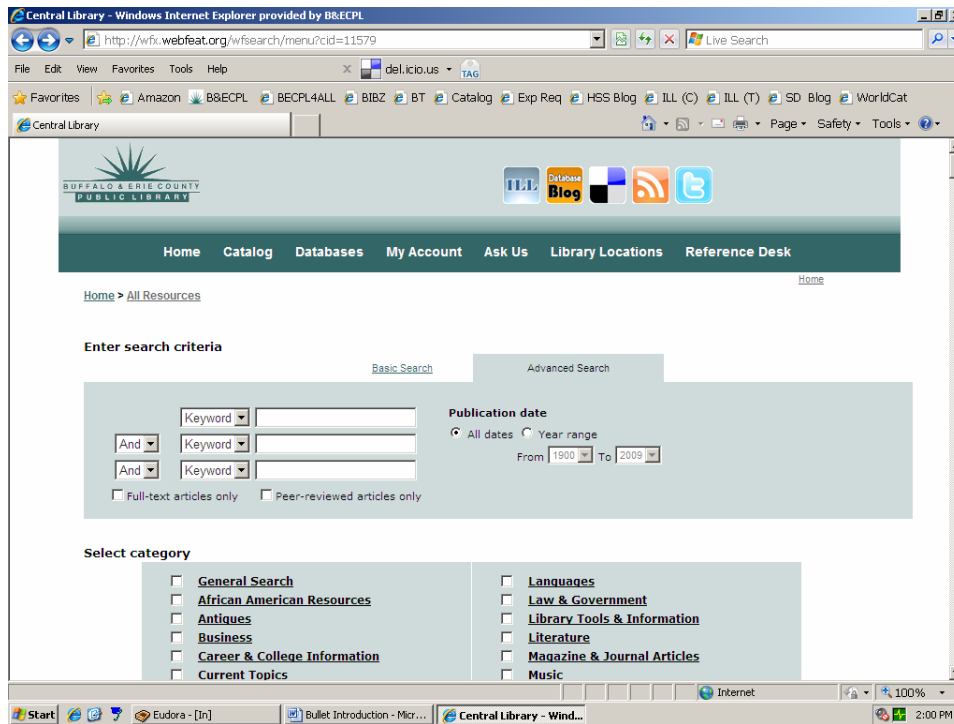 Central Library - Windows Internet Explorer provided by B&ECPL
http://wfx.webfeat.org/wfsearch/menu?cid=11579
Live Search
File Edit View Favorites Tools Help
X del.icio.us TAG
Favorites Amazon B&ECPL BECPL4ALL BIBZ BT Catalog Exp Req HSS Blog ILL (C) ILL (T) SD Blog WorldCat
Central Library
Page Safety Tools
BUFFALO & ERIE COUNTY
PUBLIC LIBRARY
ILL
Database
Blog
Home Catalog Databases My Account Ask Us Library Locations Reference Desk
Home
Home > All Resources
Enter search criteria
Basic Search Advanced Search
Keyword
Publication date
And Keyword
All dates Year range
From 1900 To 2009
And Keyword
Full-text articles only Peer-reviewed articles only
Select category
General Search Languages
African American Resources Law & Government
Antiques Library Tools & Information
Business Literature
Career & College Information Magazine & Journal Articles
Current Topics Music
Internet 100%
Start Eudora - [In] Bullet Introduction - Micr... Central Library - Wind... 2:00 PM